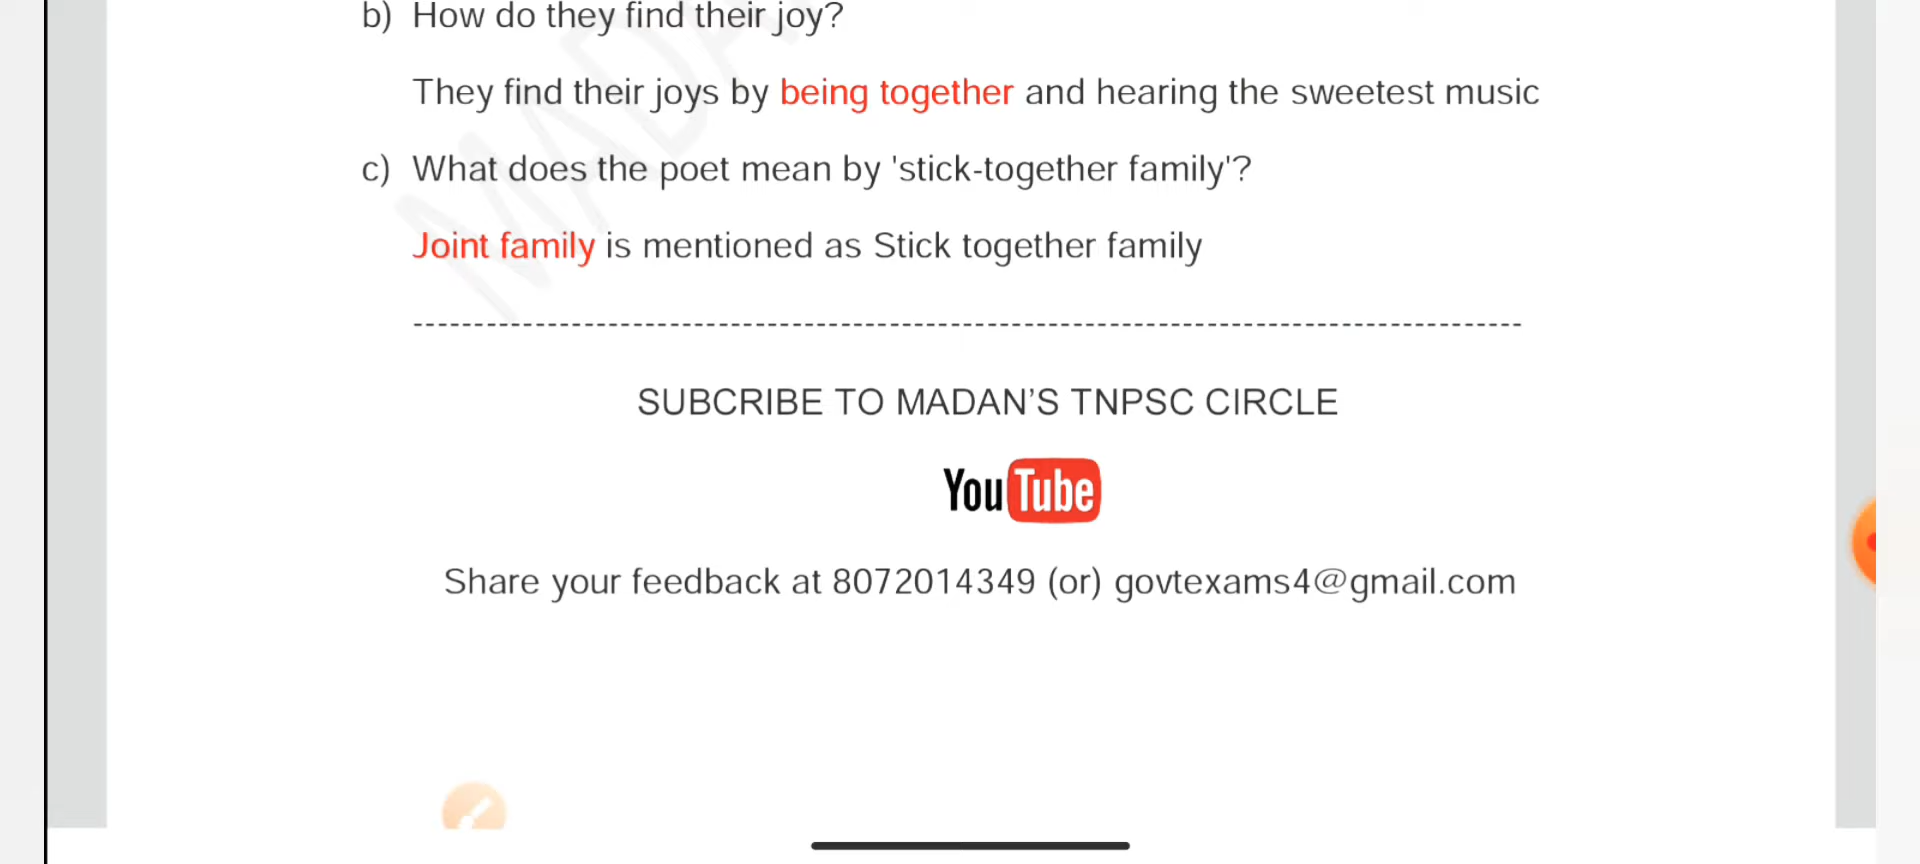 b) How do they find their joy?
They find their joys by being together and hearing the sweetest music
c) What does the poet mean by 'stick-together family'?
Joint family is mentioned as Stick together family
--------------------------------------------------------------------------------------------
SUBCRIBE TO MADAN’S TNPSC CIRCLE
YouTube
Share your feedback at 8072014349 (or) govtexams4@gmail.com